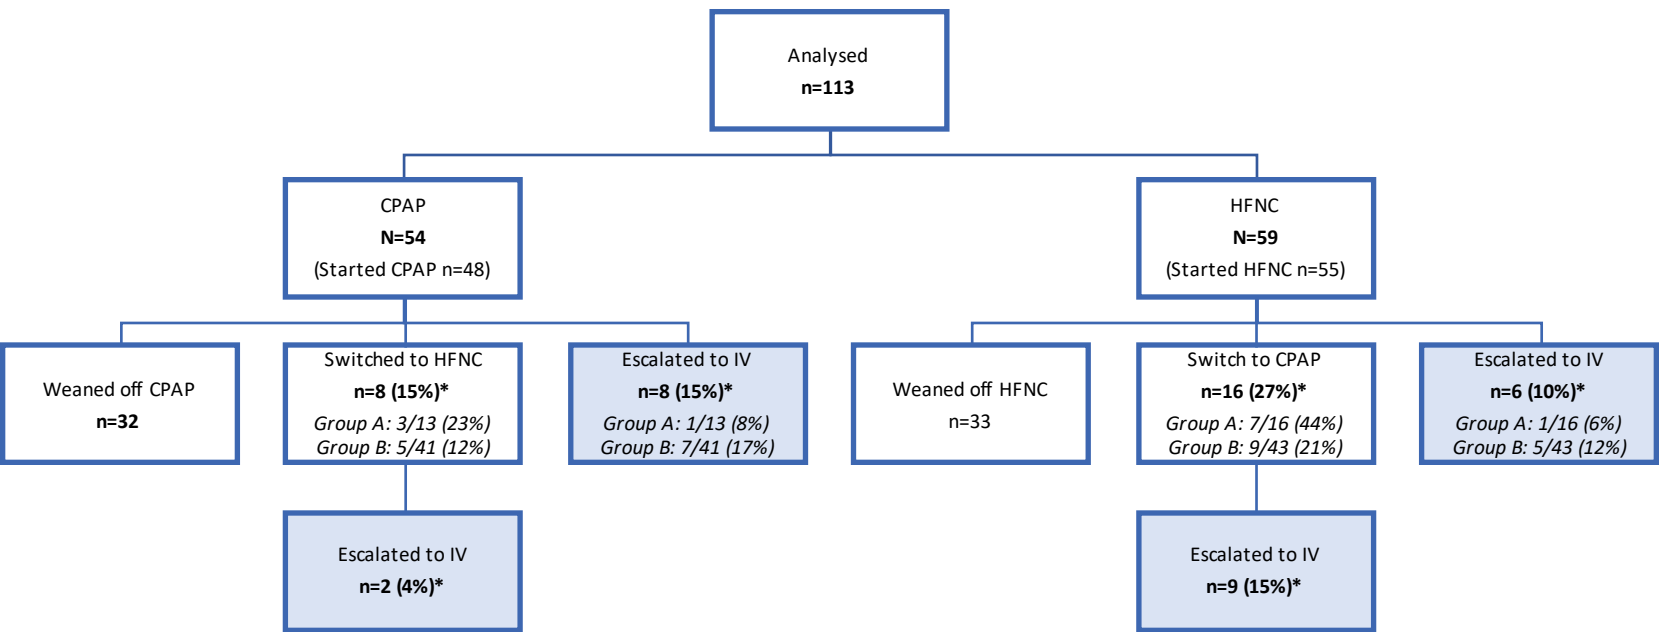 Analysed
n=113
CPAP
N=54
(Started CPAP n=48)
HFNC
N=59
(Started HFNC n=55)
Weaned off CPAP
n=32
Switched to HFNC
n=8 (15%)*
Group A: 3/13 (23%)
Group B: 5/41 (12%)
Escalated to IV
n=8 (15%)*
Group A: 1/13 (8%)
Group B: 7/41 (17%)
Weaned off HFNC
n=33
Switch to CPAP
n=16 (27%)*
Group A: 7/16 (44%)
Group B: 9/43 (21%)
Escalated to IV
n=6 (10%)*
Group A: 1/16 (6%)
Group B: 5/43 (12%)
Escalated to IV
n=2 (4%)*
Escalated to IV
n=9 (15%)*